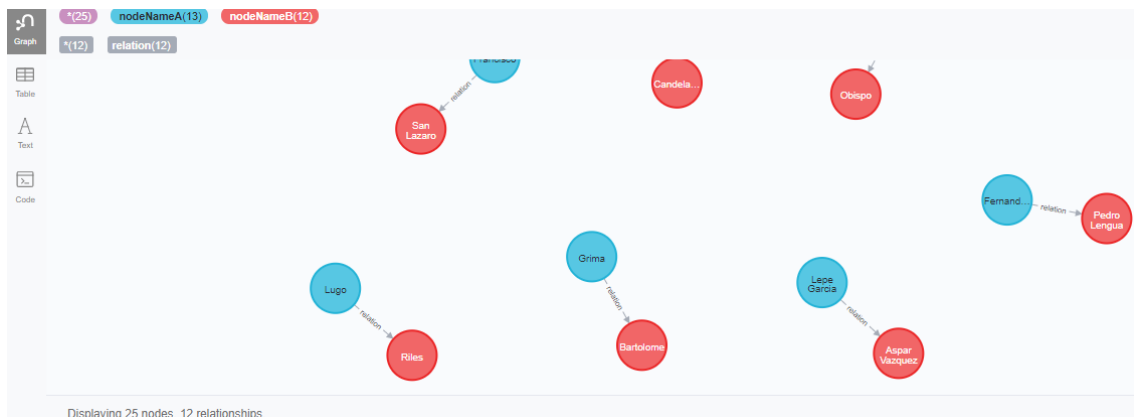 *(25) nodeNameA(13) nodeNameB(12)
Graph
*(12) relation(12)
Table
Text
Code
Francisco
relation
San
Lazaro
Candela...
Obispo
Fernand...
relation
Pedro
Lengua
Grima
relation
Bartolome
Lugo
relation
Riles
Lepe
Garcia
relation
Aspar
Vazquez
Displaying 25 nodes, 12 relationships